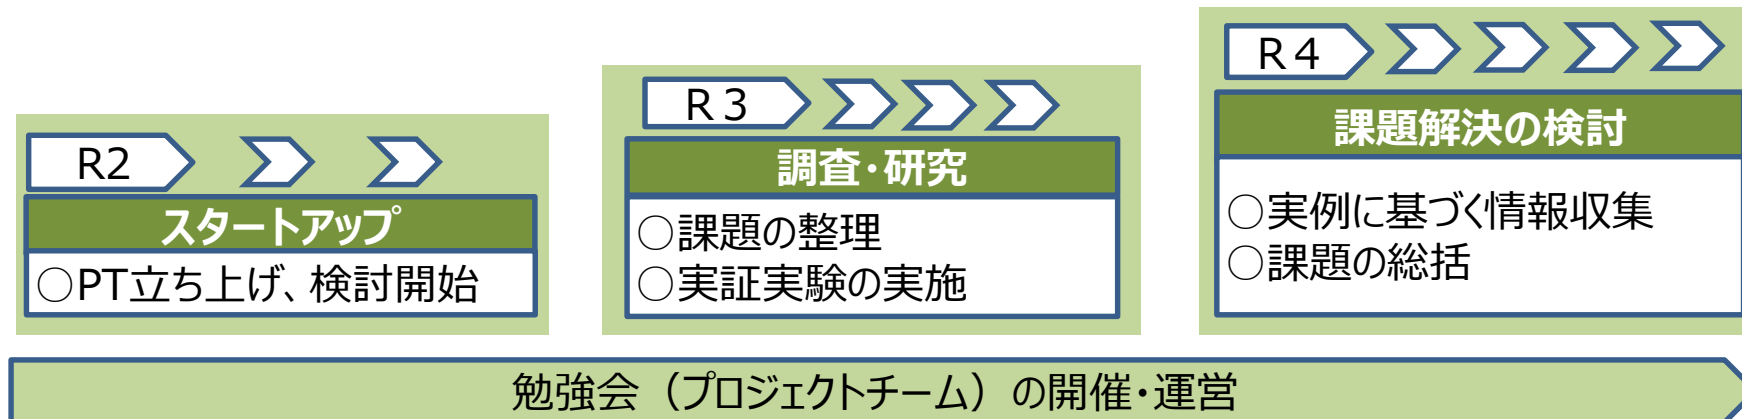 R2
スタートアップ
○PT立ち上げ、検討開始
R3
調査・研究
○課題の整理
○実証実験の実施
R4
課題解決の検討
○実例に基づく情報収集
○課題の総括
勉強会（プロジェクトチーム）の開催・運営